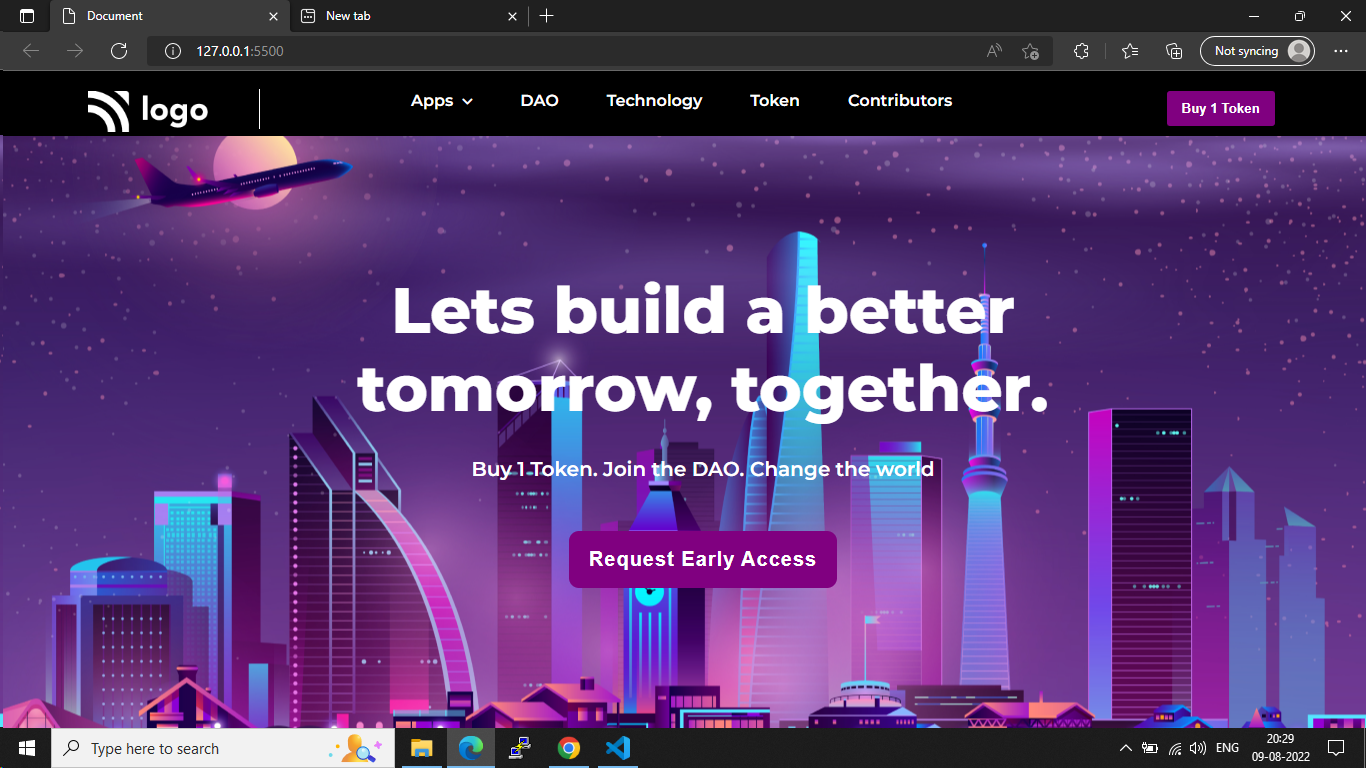 Document
New tab
127.0.0.1:5500
Not syncing
logo
Apps
DAO
Technology
Token
Contributors
Buy 1 Token
Lets build a better
tomorrow, together.
Buy 1 Token. Join the DAO. Change the world
Request Early Access
Type here to search
ENG
20:29
09-08-2022